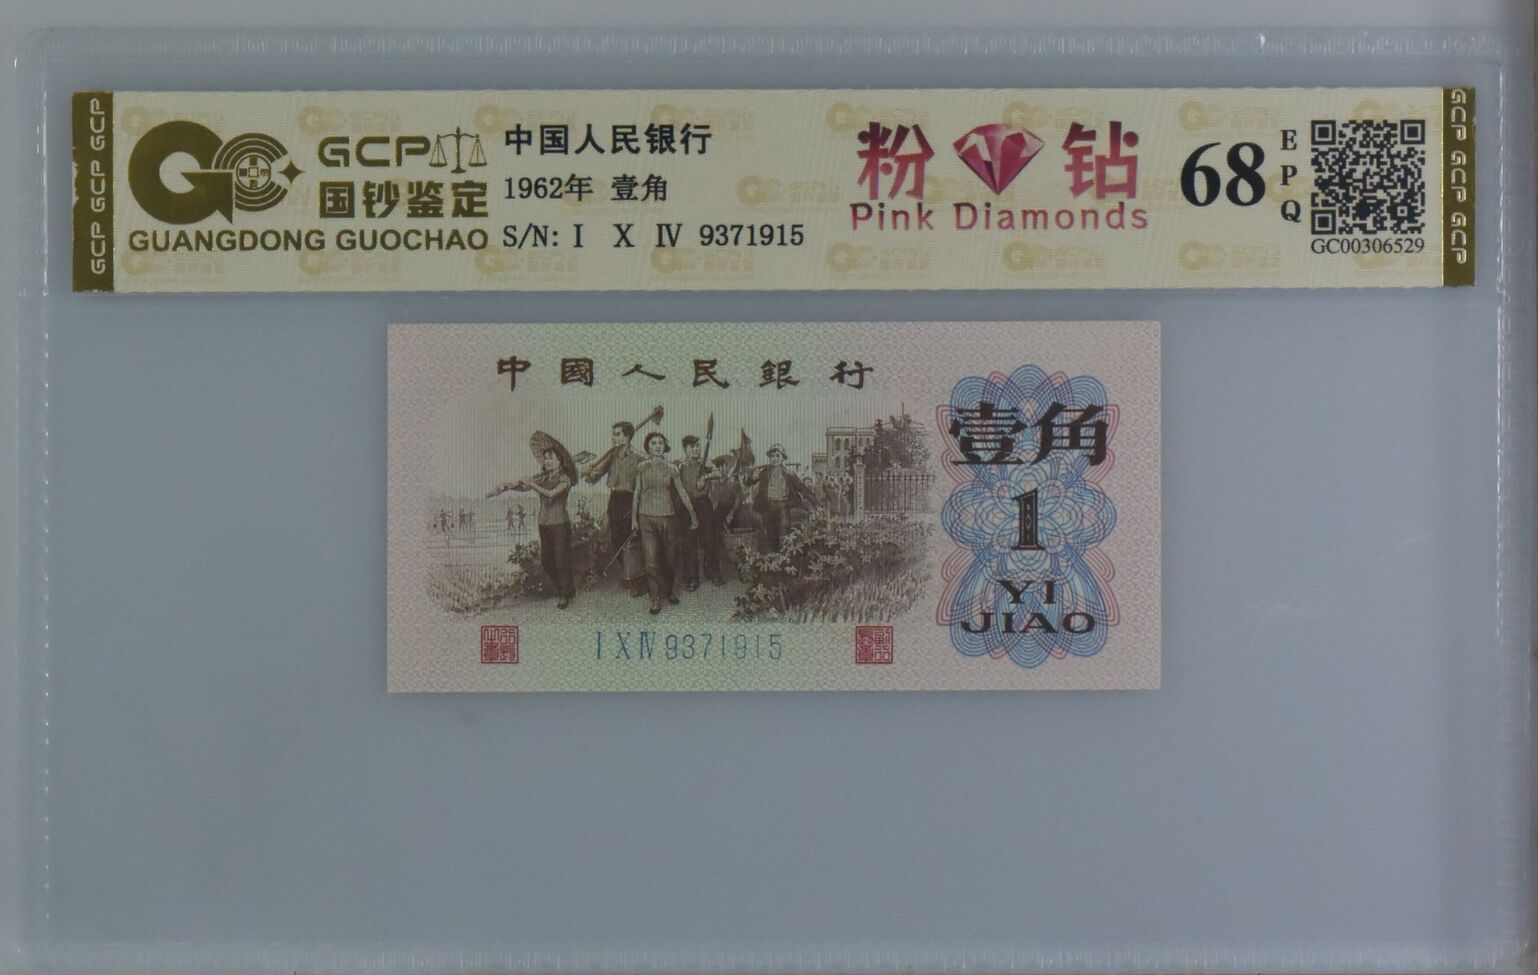 GCP GCP GCP
GCP
国钞鉴定
GUANGDONG GUOCHAO
中国人民银行
1962年 壹角
S/N: I X IV 9371915
粉钻
Pink Diamonds
68
EPQ
GC00306529
GCP GCP GCP
中國人民銀行
壹角
1
YI
JIAO
I X IV 9371915